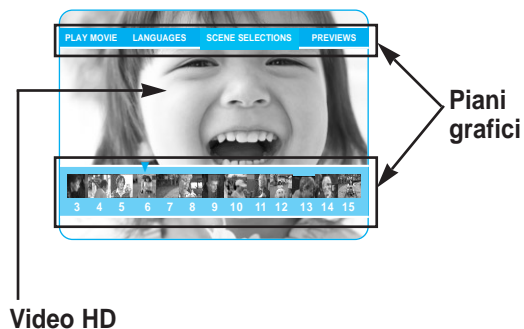 PLAY MOVIE LANGUAGES SCENE SELECTIONS PREVIEWS
Piani
grafici
3 4 5 6 7 8 9 10 11 12 13 14 15
Video HD